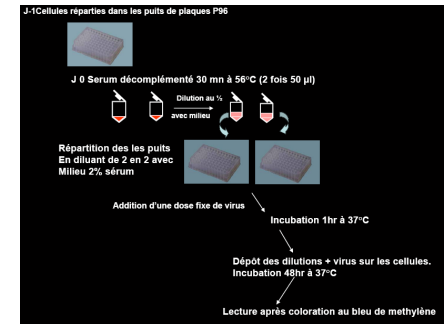 J-1Cellules réparties dans les puits de plaques P96
J 0 Serum décomplémenté 30 mn à 56°C (2 fois 50 µl)
Dilution au ½
avec milieu
Répartition des les puits
En diluant de 2 en 2 avec
Milieu 2% sérum
Addition d'une dose fixe de virus
Incubation 1hr à 37°C
Dépôt des dilutions + virus sur les cellules.
Incubation 48hr à 37°C
Lecture après coloration au bleu de methylène